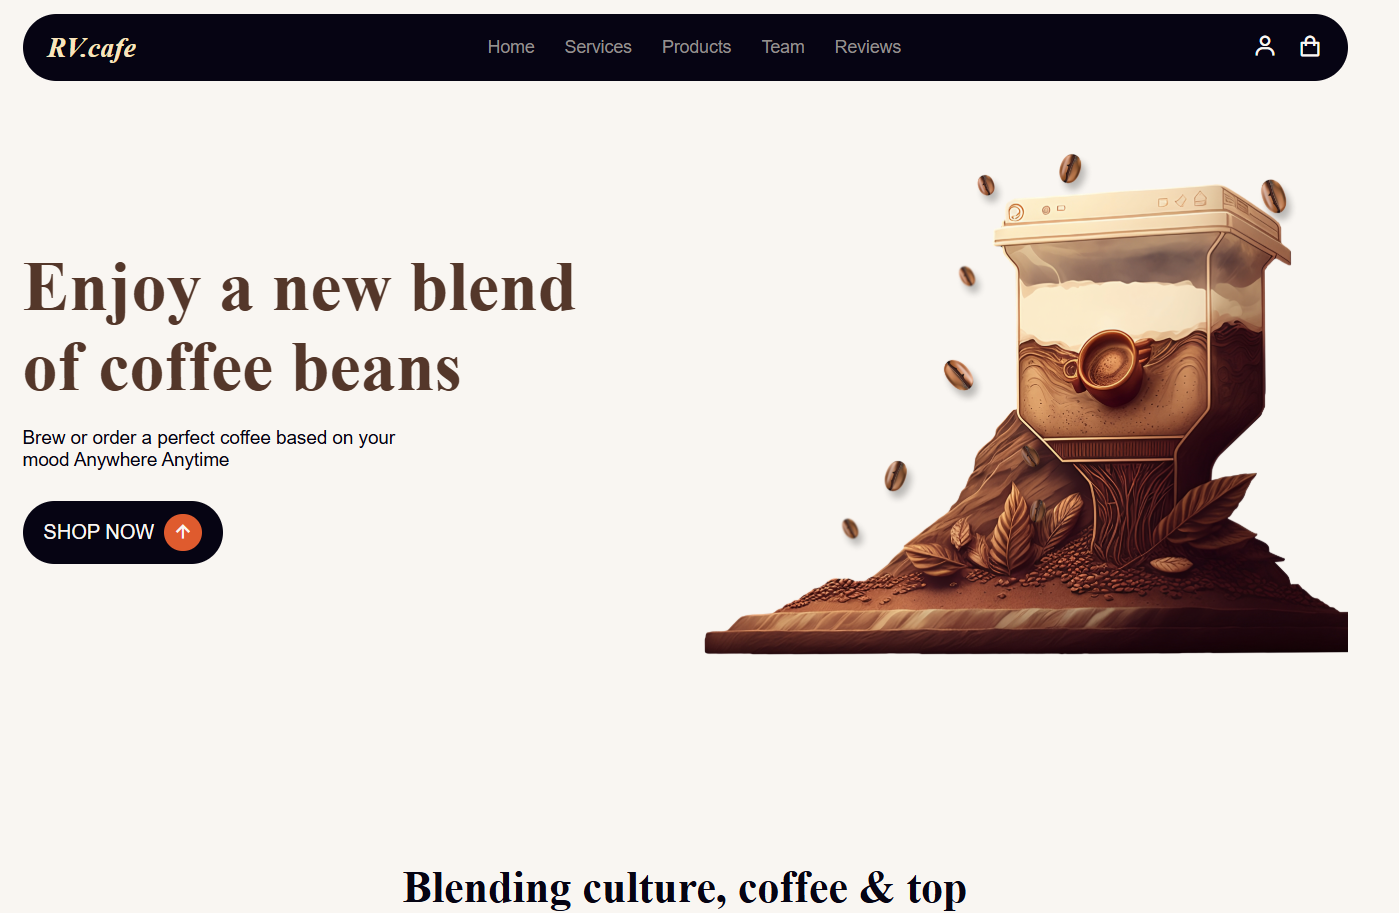 RV.cafe
Home Services Products Team Reviews
Enjoy a new blend
of coffee beans
Brew or order a perfect coffee based on your
mood Anywhere Anytime
SHOP NOW
Blending culture, coffee & top